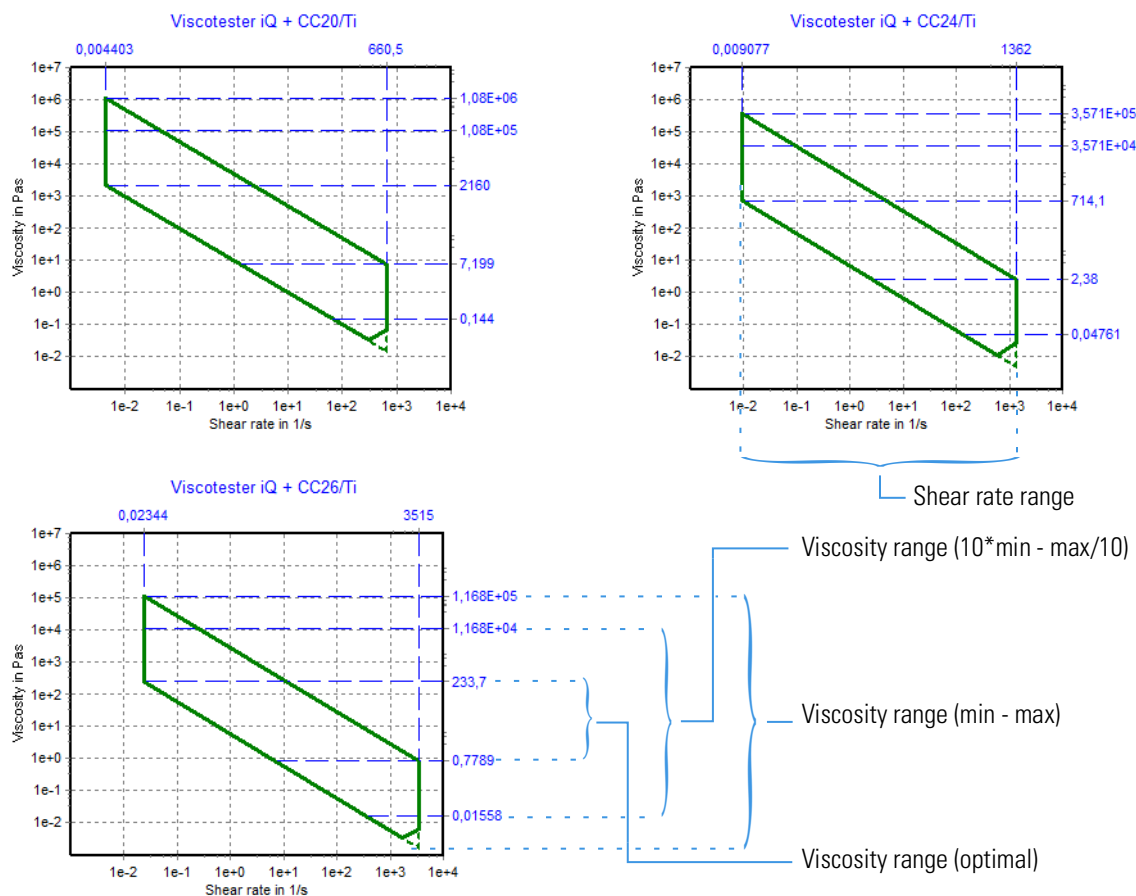 Viscotester iQ + CC20/Ti
0,004403 660,5
1e+7
1e+6
1e+5
1e+4
1e+3
1e+2
1e+1
1e+0
1e-1
1e-2
Viscosity in Pas
1,08E+06
1,08E+05
2160
7,199
0,144
1e-2 1e-1 1e+0 1e+1 1e+2 1e+3 1e+4
Shear rate in 1/s
Viscotester iQ + CC24/Ti
0,009077 1362
1e+7
1e+6
1e+5
1e+4
1e+3
1e+2
1e+1
1e+0
1e-1
1e-2
Viscosity in Pas
3,571E+05
3,571E+04
714,1
2,38
0,04761
1e-2 1e-1 1e+0 1e+1 1e+2 1e+3 1e+4
Shear rate in 1/s
Shear rate range
Viscotester iQ + CC26/Ti
0,02344 3515
1e+7
1e+6
1e+5
1e+4
1e+3
1e+2
1e+1
1e+0
1e-1
1e-2
Viscosity in Pas
1,168E+05
1,168E+04
233,7
0,7789
0,01558
1e-2 1e-1 1e+0 1e+1 1e+2 1e+3 1e+4
Shear rate in 1/s
Viscosity range (10*min - max/10)
Viscosity range (min - max)
Viscosity range (optimal)